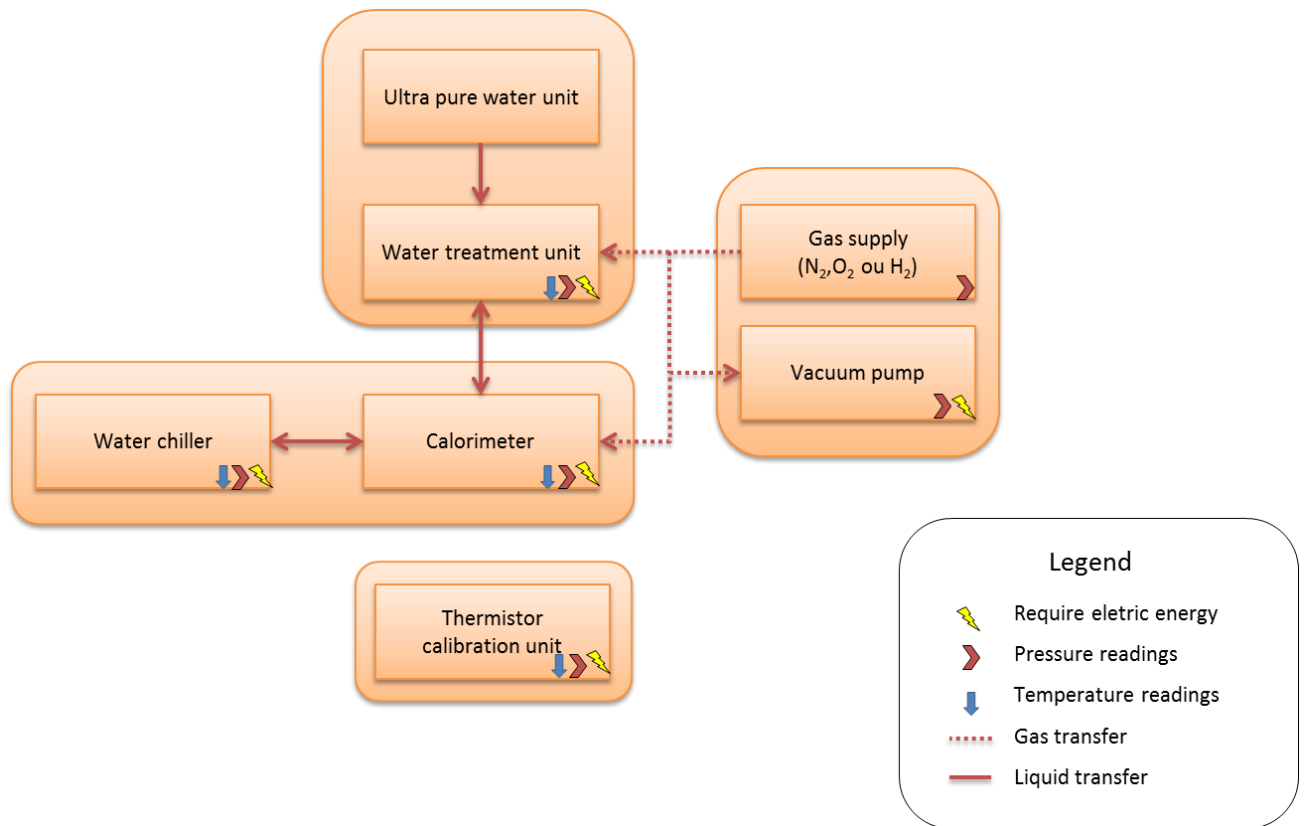 Ultra pure water unit
Water treatment unit
Gas supply
(N₂,O₂ ou H₂)
Vacuum pump
Water chiller
Calorimeter
Thermistor
calibration unit
Legend
Require eletric energy
Pressure readings
Temperature readings
Gas transfer
Liquid transfer